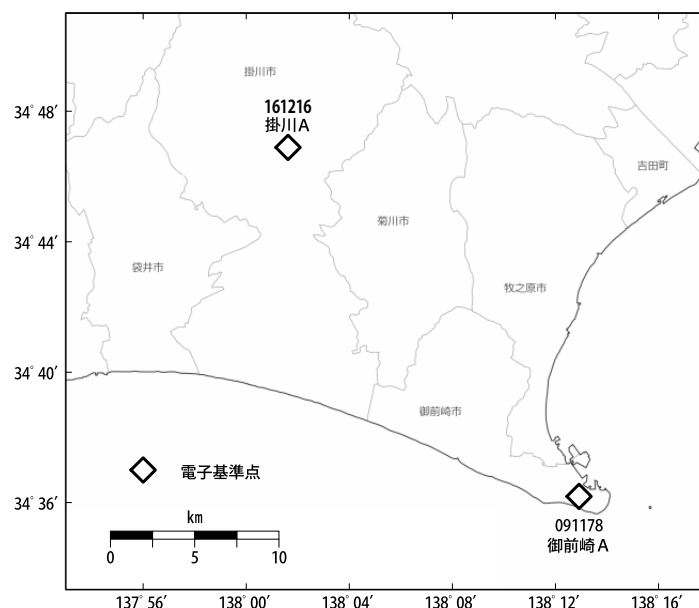 掛川市
34° 48′
161216
掛川A
吉田町
菊川市
34° 44′
袋井市
牧之原市
34° 40′
御前崎市
電子基準点
34° 36′
km
091178
0 5 10
御前崎A
137° 56′ 138° 00′ 138° 04′ 138° 08′ 138° 12′ 138° 16′